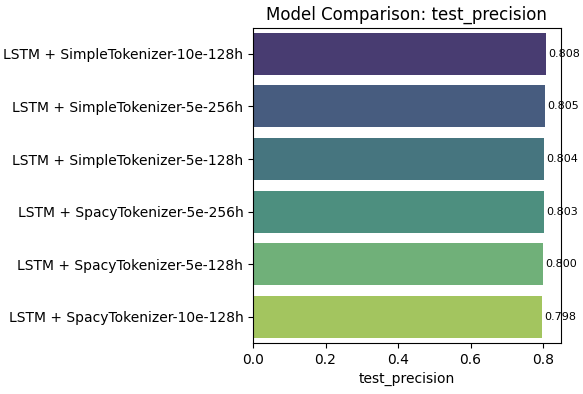 Model Comparison: test_precision
LSTM + SimpleTokenizer-10e-128h
0.808
LSTM + SimpleTokenizer-5e-256h
0.805
LSTM + SimpleTokenizer-5e-128h
0.804
LSTM + SpacyTokenizer-5e-256h
0.803
LSTM + SpacyTokenizer-5e-128h
0.800
LSTM + SpacyTokenizer-10e-128h
0.798
0.0 0.2 0.4 0.6 0.8
test_precision